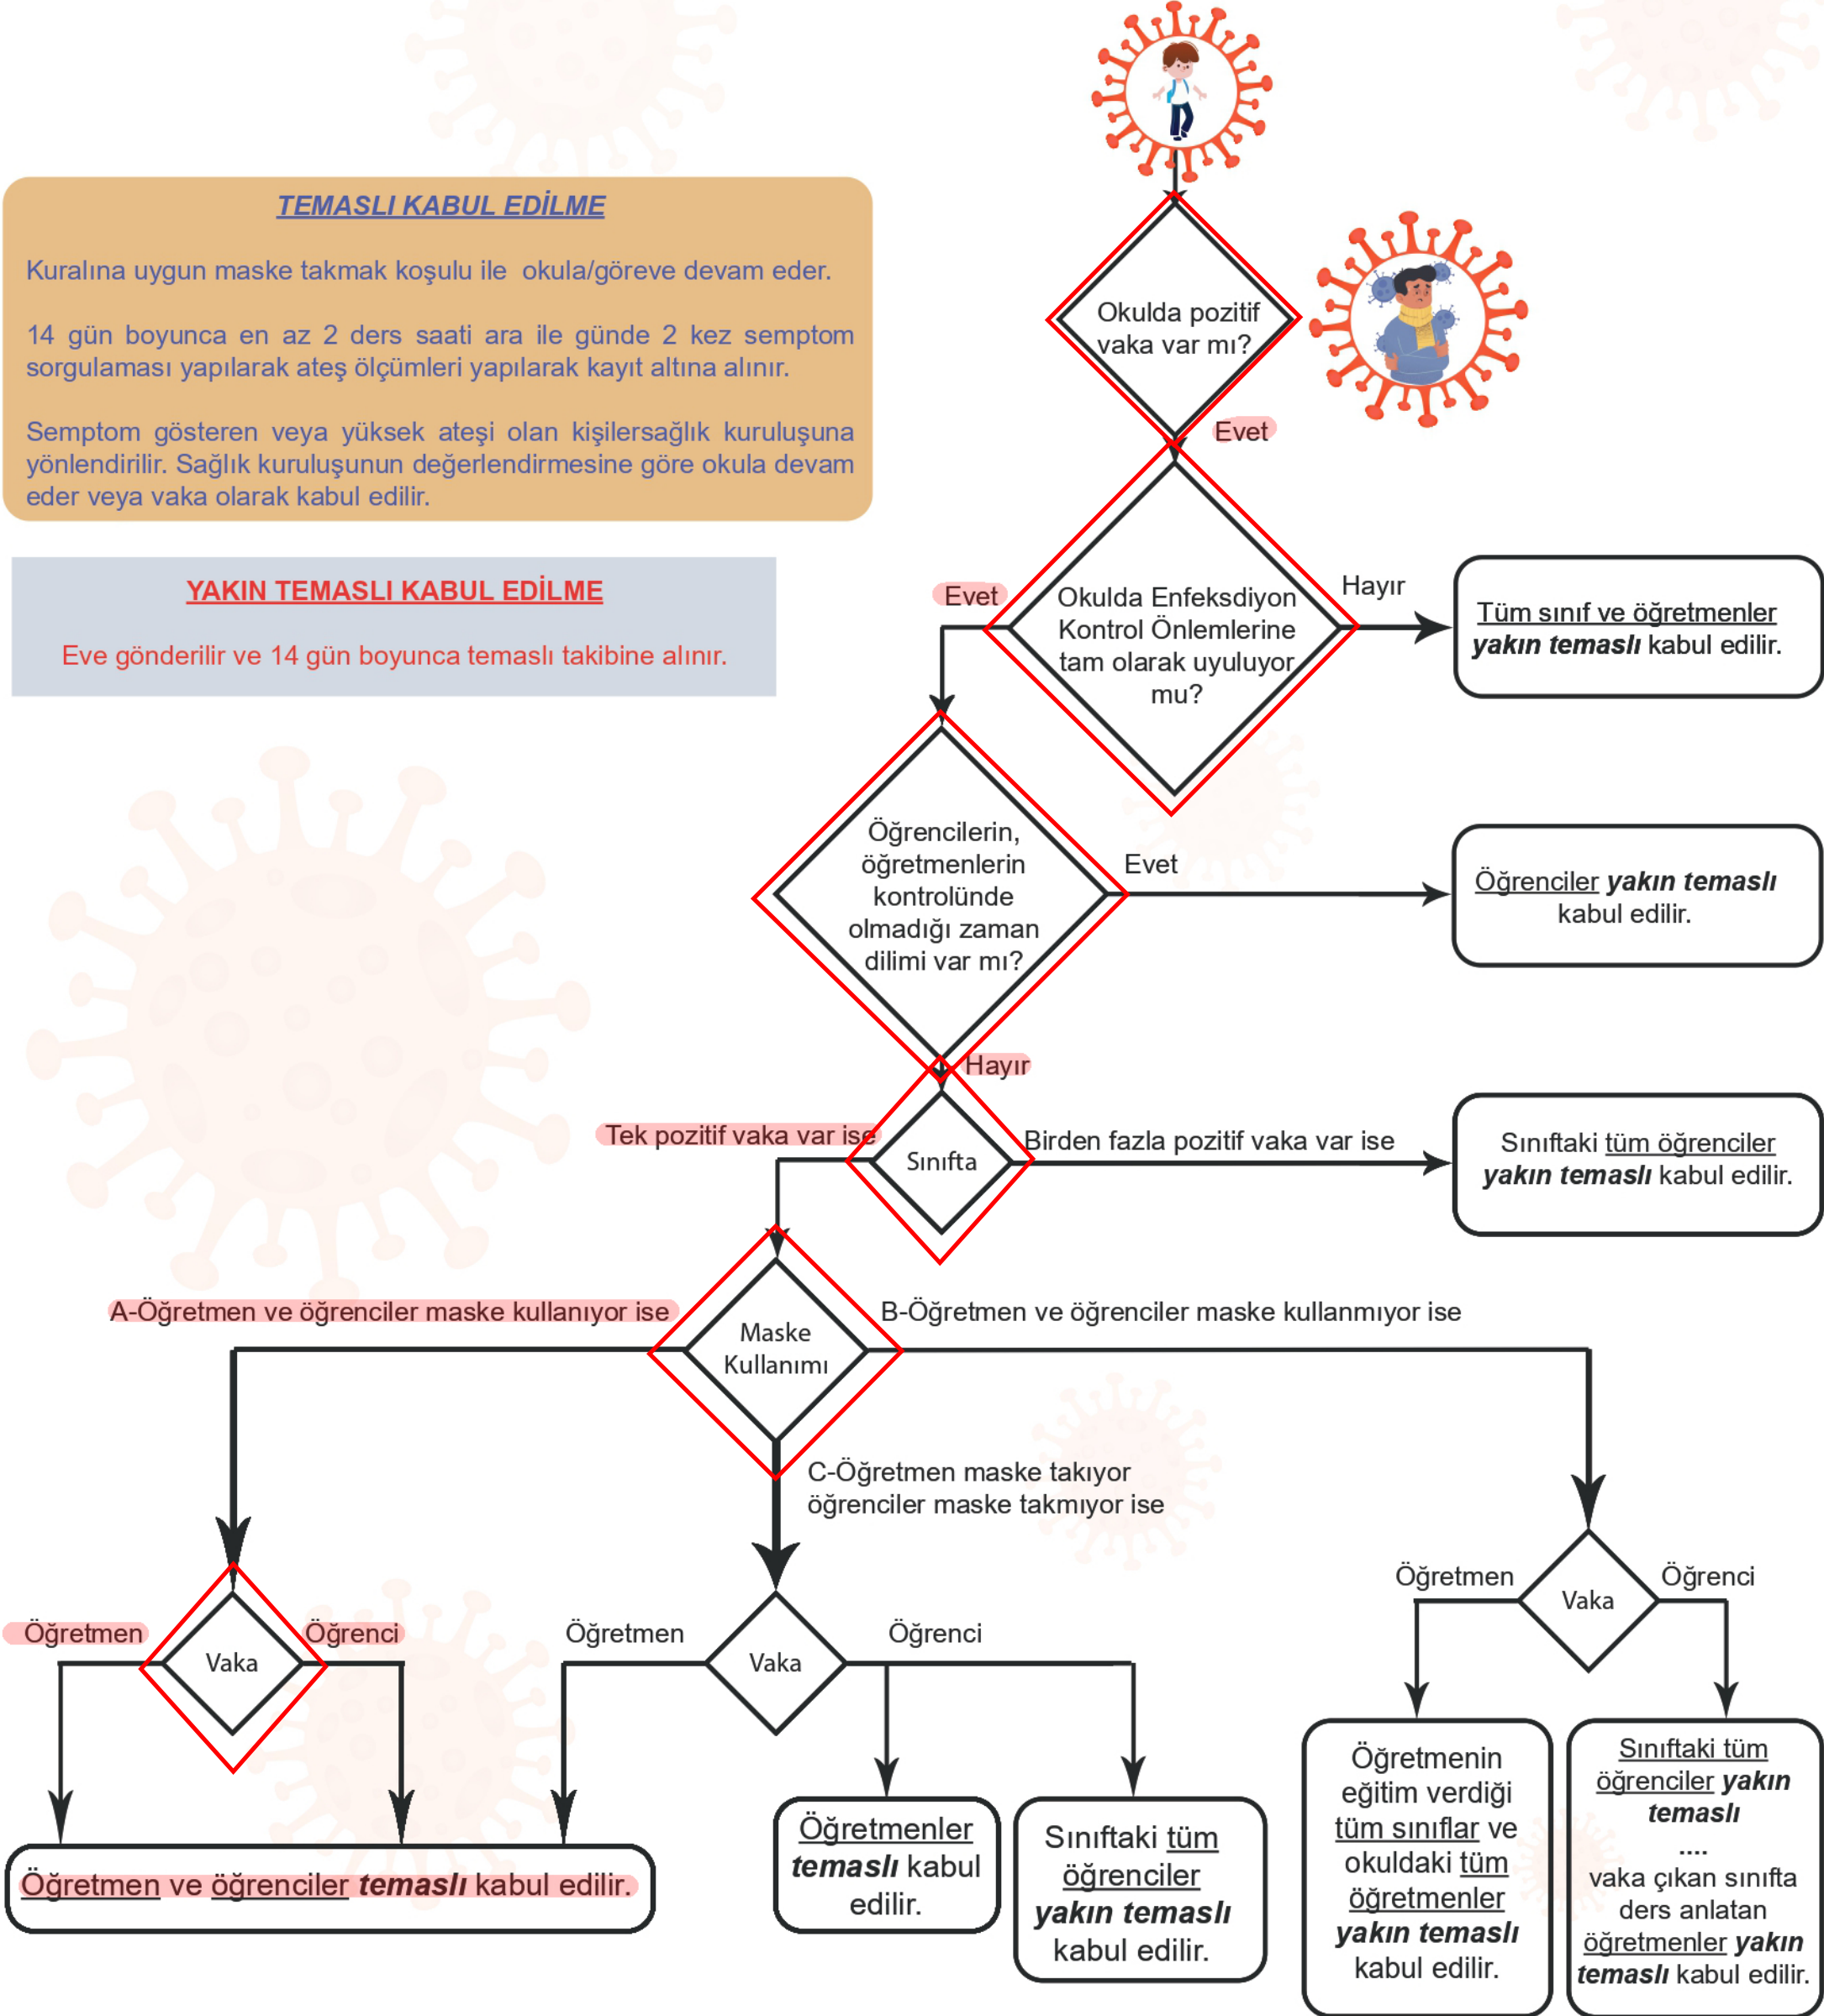 TEMASLI KABUL EDİLME
Kuralına uygun maske takmak koşulu ile okula/göreve devam eder.
14 gün boyunca en az 2 ders saati ara ile günde 2 kez semptom
sorgulaması yapılarak ateş ölçümleri yapılarak kayıt altına alınır.
Semptom gösteren veya yüksek ateşi olan kişilersağlık kuruluşuna
yönlendirilir. Sağlık kuruluşunun değerlendirmesine göre okula devam
eder veya vaka olarak kabul edilir.
YAKIN TEMASLI KABUL EDİLME
Eve gönderilir ve 14 gün boyunca temaslı takibine alınır.
Okulda pozitif
vaka var mı?
Evet
Okulda Enfeksdiyon
Kontrol Önlemlerine
tam olarak uyuluyor
mu?
Evet
Hayır
Tüm sınıf ve öğretmenler
yakın temaslı kabul edilir.
Öğrencilerin,
öğretmenlerin
kontrolünde
olmadığı zaman
dilimi var mı?
Evet
Öğrenciler yakın temaslı
kabul edilir.
Hayır
Sınıfta
Tek pozitif vaka var ise
Birden fazla pozitif vaka var ise
Sınıftaki tüm öğrenciler
yakın temaslı kabul edilir.
Maske
Kullanımı
A-Öğretmen ve öğrenciler maske kullanıyor ise
B-Öğretmen ve öğrenciler maske kullanmıyor ise
C-Öğretmen maske takıyor
öğrenciler maske takmıyor ise
Öğretmen
Vaka
Öğrenci
Öğretmen
Vaka
Öğrenci
Öğretmen
Vaka
Öğrenci
Öğretmen ve öğrenciler temaslı kabul edilir.
Öğretmenler
temaslı kabul
edilir.
Sınıftaki tüm
öğrenciler
yakın temaslı
kabul edilir.
Öğretmenin
eğitim verdiği
tüm sınıflar ve
okuldaki tüm
öğretmenler
yakın temaslı
kabul edilir.
Sınıftaki tüm
öğrenciler yakın
temaslı
....
vaka çıkan sınıfta
ders anlatan
öğretmenler yakın
temaslı kabul edilir.